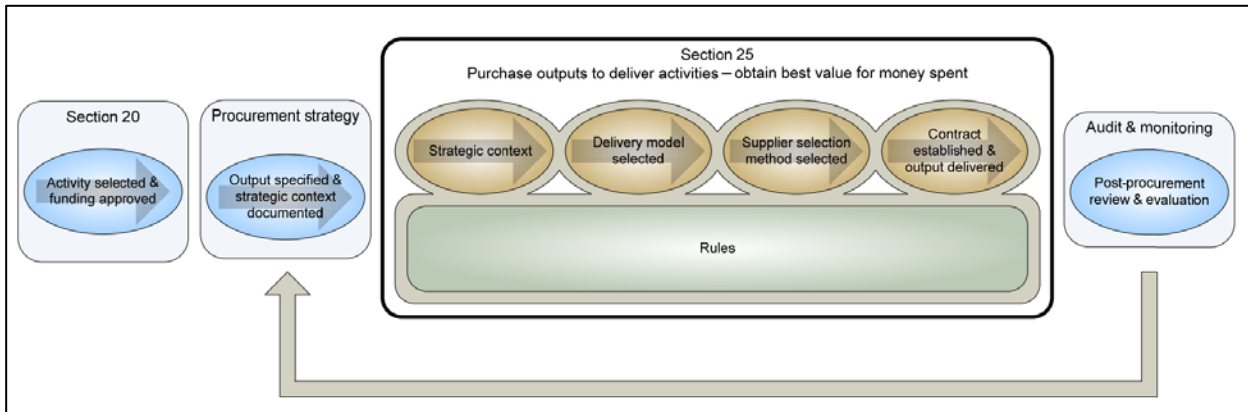 Section 20
Activity selected &
funding approved
Procurement strategy
Output specified &
strategic context
documented
Section 25
Purchase outputs to deliver activities – obtain best value for money spent
Strategic context
Delivery model
selected
Supplier selection
method selected
Contract
established &
output delivered
Rules
Audit & monitoring
Post-procurement
review & evaluation